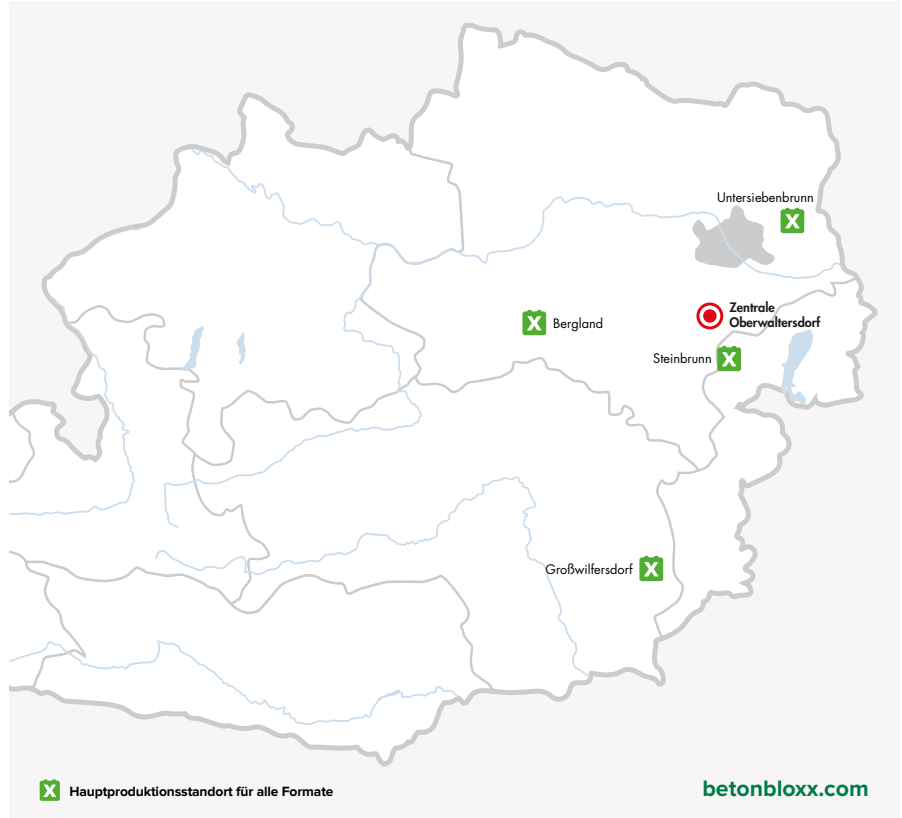 Untersiebenbrunn
Zentrale
Oberwaltersdorf
Bergland
Steinbrunn
Großwilfersdorf
Hauptproduktionsstandort für alle Formate
betonbloxx.com